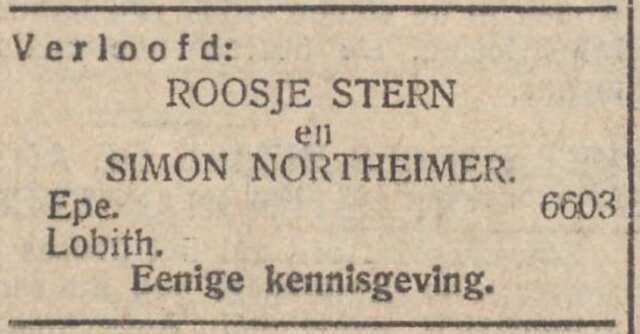 Verloofd:
ROOSJE STERN
en
SIMON NORTHEIMER.
Epe. 6603
Lobith.
Eenige kennisgeving.